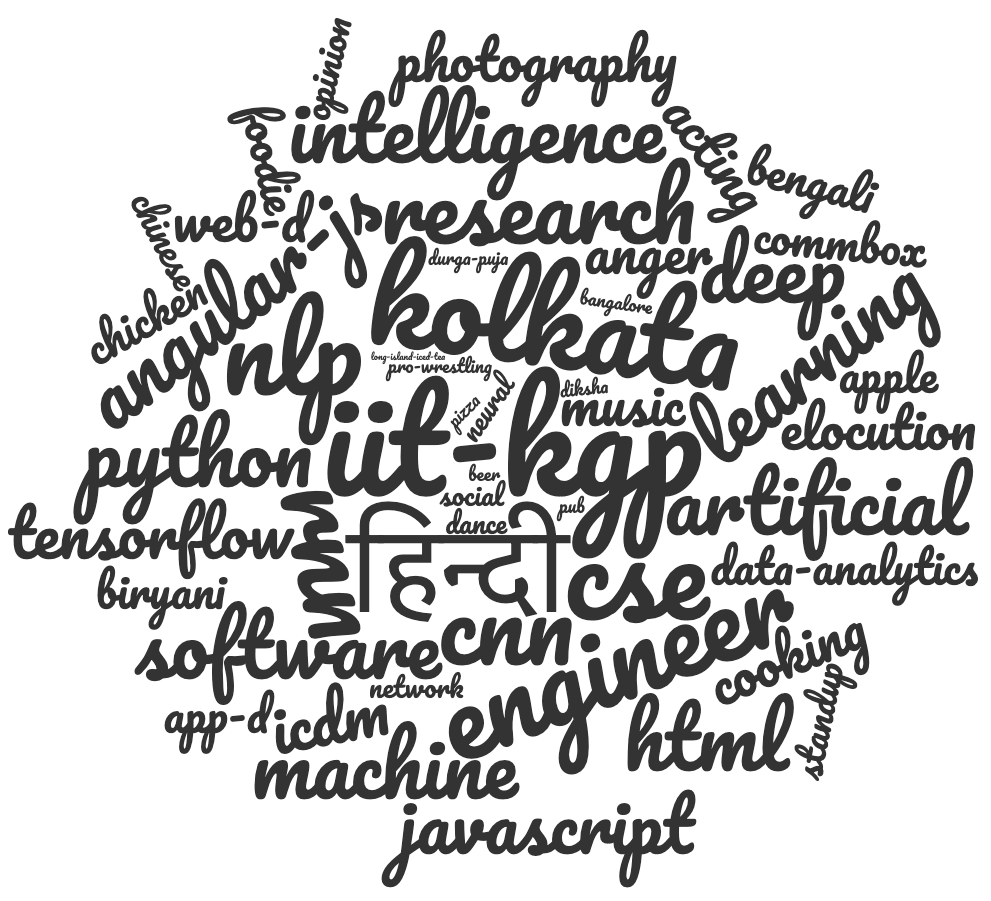 opinion
photography
intelligence
foodie
acting
bengali
chinese
web-d
research
angular-js
durga-puja
anger
commbox
deep
kolkata
bangalore
chicken
nlp
long-island-iced-tea
pro-wrestling
learning
apple
diksha
pizza
neural
music
elocution
python
iit-kgp
beer
social
pub
artificial
tensorflow
dance
हिन्दी
cse
data-analytics
biryani
software
cnn
engineer
cooking
network
standup
app-d
icdm
html
machine
javascript